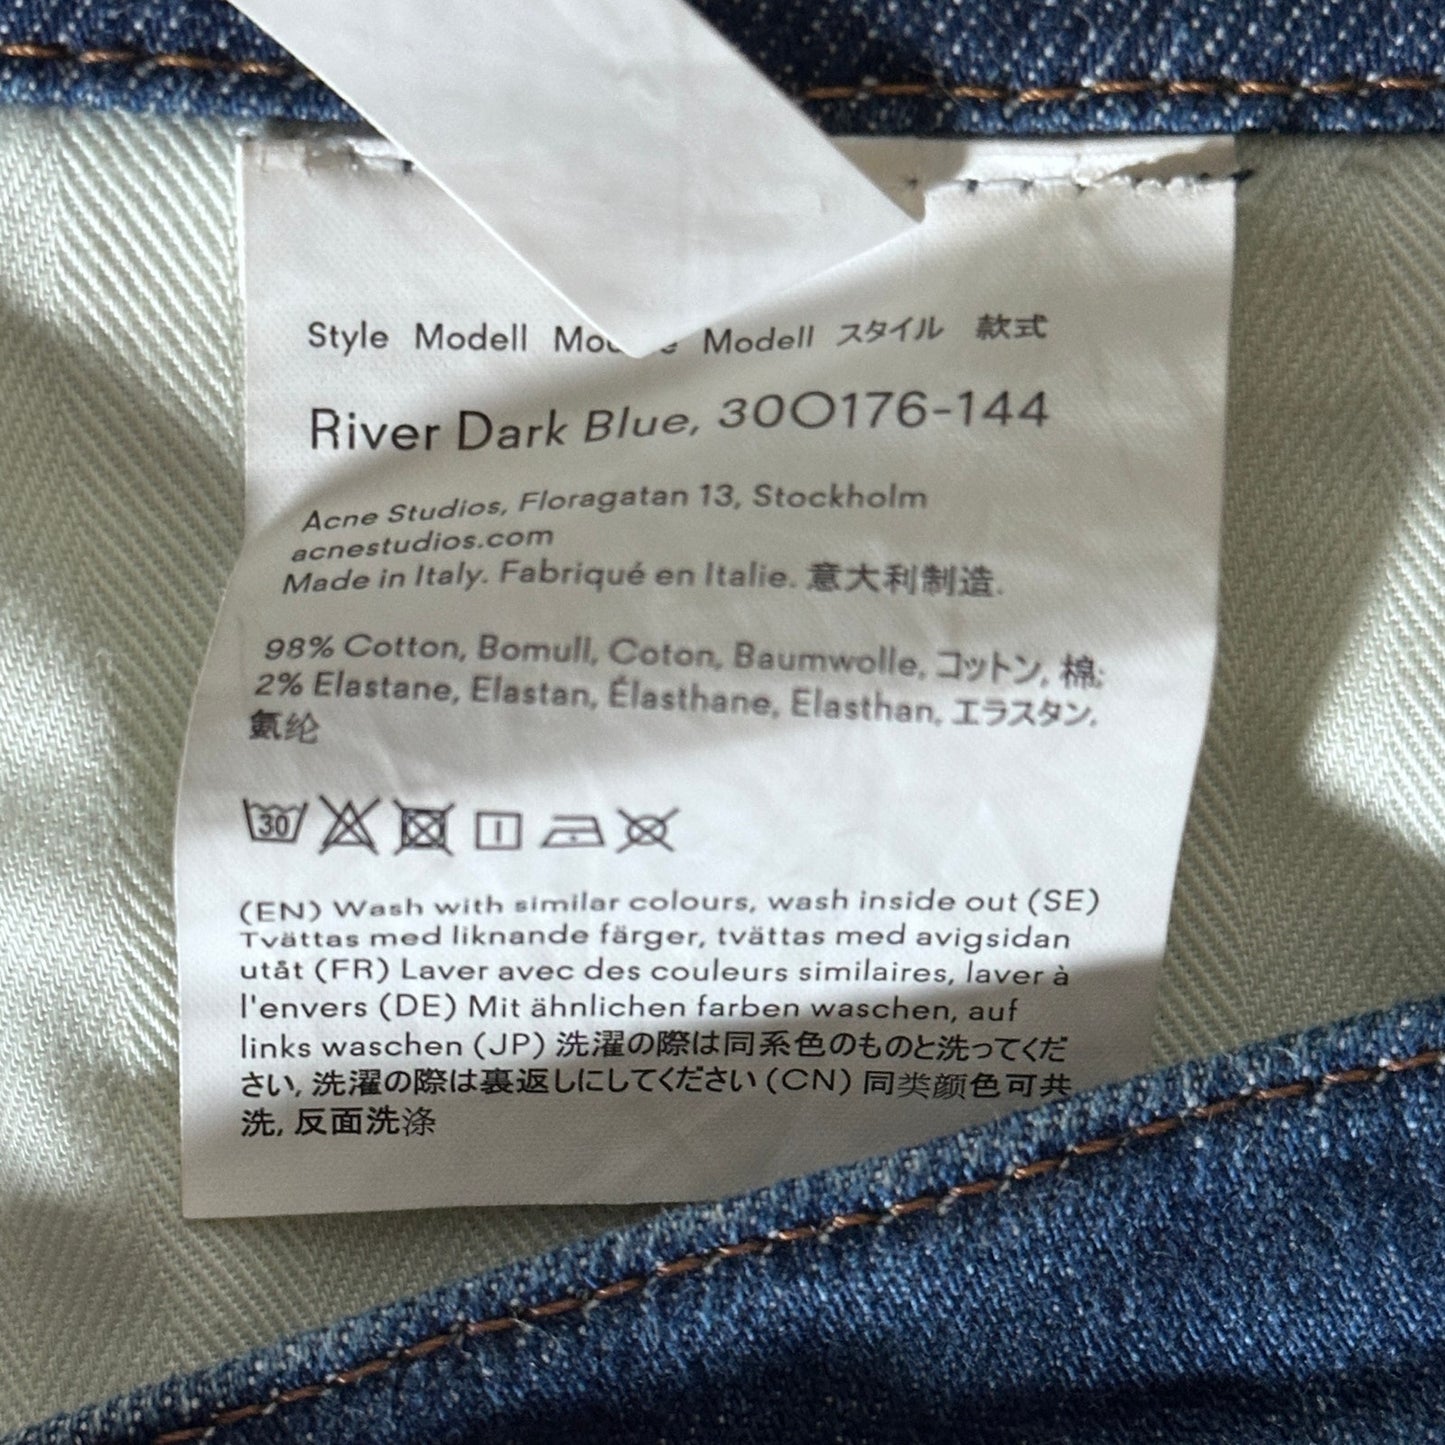 Style Modell Modell スタイル 款式
River Dark Blue, 30O176-144
Acne Studios, Floragatan 13, Stockholm
acnestudios.com
Made in Italy. Fabriqué en Italie. 意大利制造.
98% Cotton, Bomull, Coton, Baumwolle, コットン, 棉;
2% Elastane, Elastan, Élasthane, Elasthan, エラスタン,
氨纶
30
(EN) Wash with similar colours, wash inside out (SE)
Tvättas med liknande färger, tvättas med avigsidan
utåt (FR) Laver avec des couleurs similaires, laver à
l'envers (DE) Mit ähnlichen farben waschen, auf
links waschen (JP) 洗濯の際は同系色のものと洗ってくだ
さい, 洗濯の際は裏返しにしてください (CN) 同类颜色可共
洗, 反面洗涤